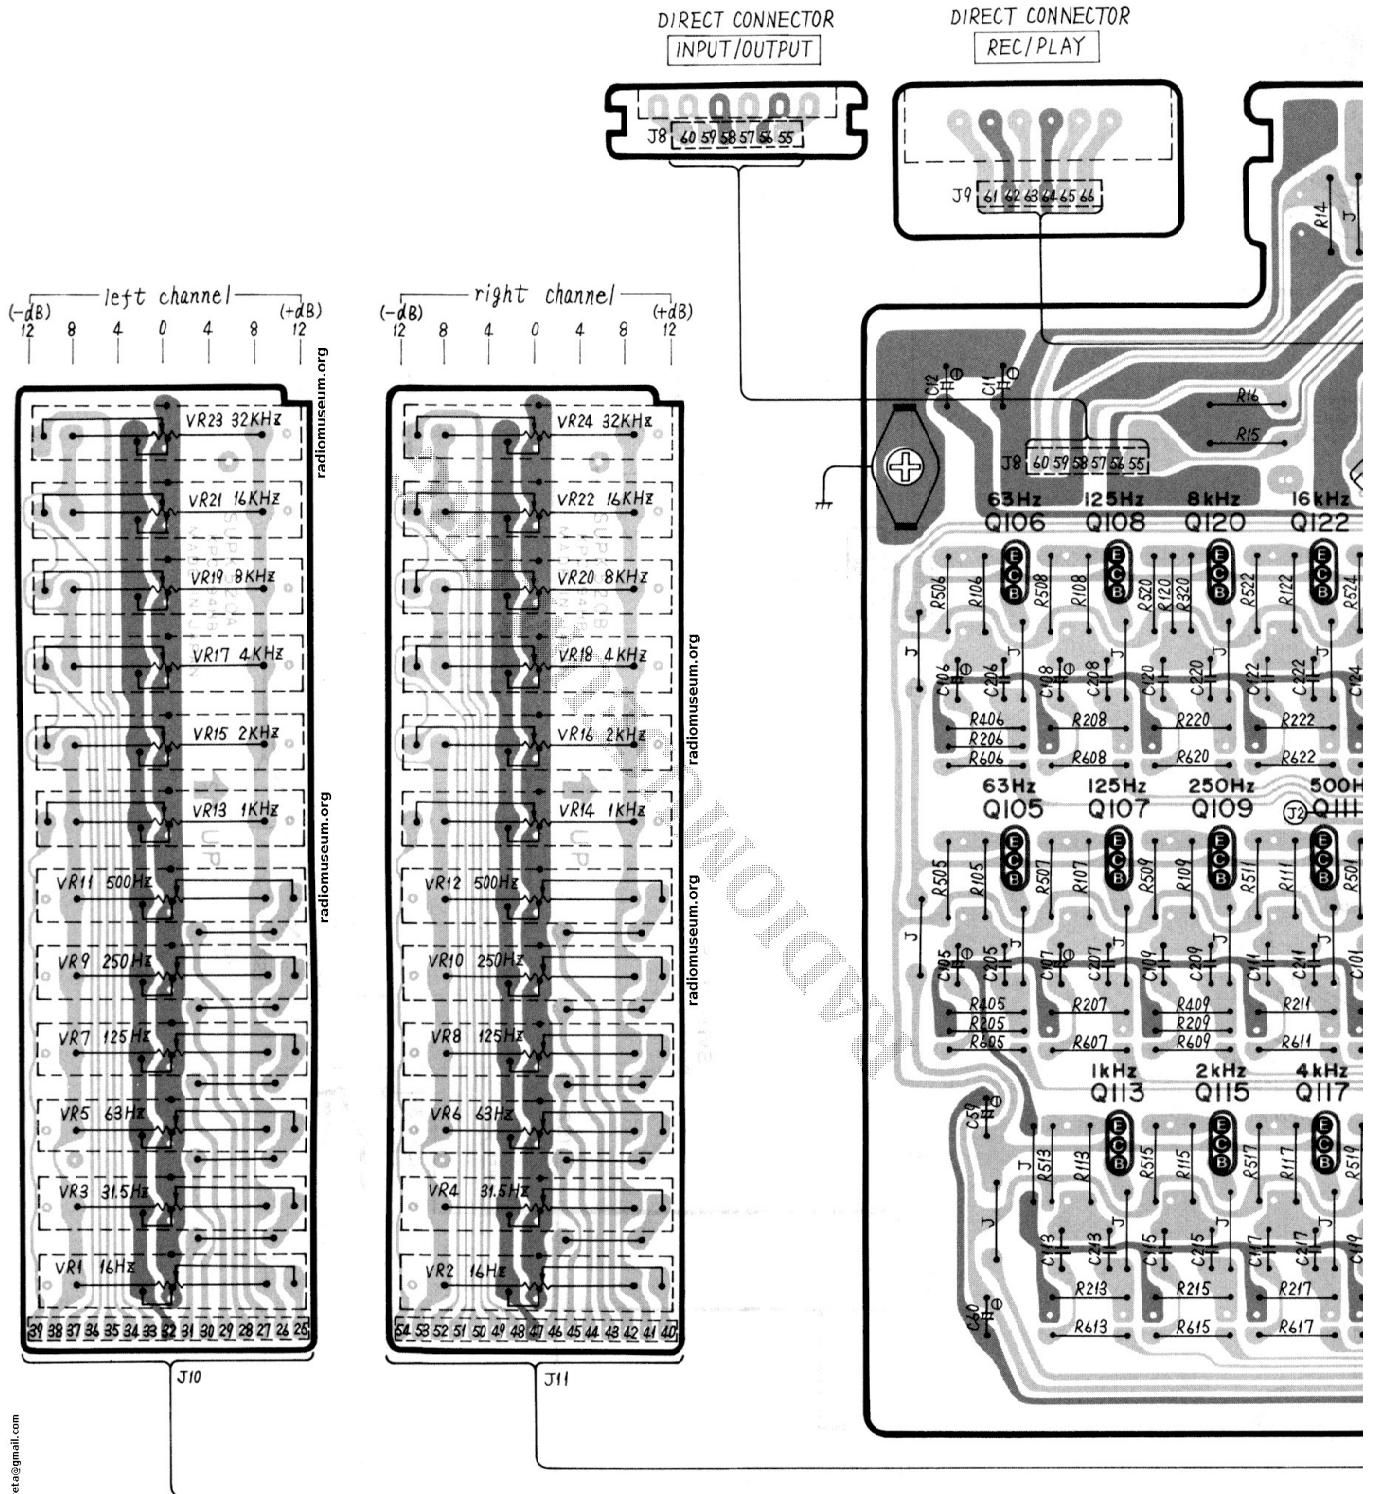 DIRECT CONNECTOR
INPUT/OUTPUT
J8 60 59 58 57 56 55
DIRECT CONNECTOR
REC/PLAY
J9 61 62 63 64 65 66
R14 J
left channel
(-dB) (+dB)
12 8 4 0 4 8 12
right channel
(-dB) (+dB)
12 8 4 0 4 8 12
radiomuseum.org
VR23 32KHz
VR21 16KHz
VR19 8KHz
VR17 4KHz
VR15 2KHz
VR13 1KHz
UP
VR11 500Hz
VR9 250Hz
VR7 125Hz
VR5 63Hz
VR3 31.5Hz
VR1 16Hz
39 38 37 36 35 34 33 32 31 30 29 28 27 26 25
J10
radiomuseum.org
VR24 32KHz
VR22 16KHz
VR20 8KHz
VR18 4KHz
VR16 2KHz
VR14 1KHz
UP
VR12 500Hz
VR10 250Hz
VR8 125Hz
VR6 63Hz
VR4 31.5Hz
VR2 16Hz
54 53 52 51 50 49 48 47 46 45 44 43 42 41 40
J11
radiomuseum.org
radiomuseum.org
C12 C11
R16
R15
J8 60 59 58 57 56 55
63Hz 125Hz 8kHz 16kHz
Q106 Q108 Q120 Q122
E E E E
C C C C
B B B B
R506 R106 R508 R108 R520 R120 R320 R522 R122 R524
J J J J
C106 C206 C108 C208 C120 C220 C122 C222 C124
R406 R208 R220 R222
R206
R606 R608 R620 R622
63Hz 125Hz 250Hz 500H
Q105 Q107 Q109 Q111
J2
E E E E
C C C C
B B B B
R505 R105 R507 R107 R509 R109 R511 R111 R501
J J J J J
C105 C205 C107 C207 C109 C209 C111 C211 C101
R405 R207 R409 R211
R205 R209
R605 R607 R609 R611
1kHz 2kHz 4kHz
Q113 Q115 Q117
C59
E E E
C C C
B B B
J R513 R113 R515 R115 R517 R117 R519
J J J J
C113 C213 C115 C215 C117 C217 C119
C60
R213 R215 R217
R613 R615 R617
RADIOMUSEUM
eta@gmail.com